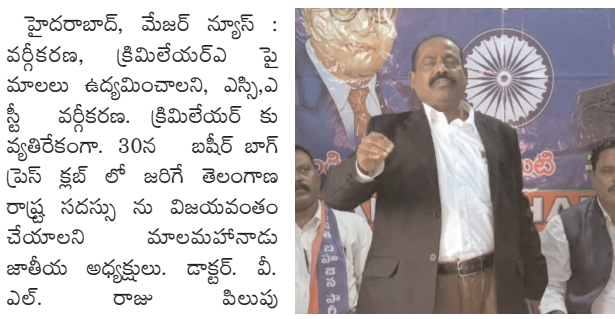 హైదరాబాద్, మేజర్ న్యూస్ :
వర్గీకరణ, క్రిమిలేయర్ఎ పై
మాలలు ఉద్యమించాలని, ఎస్సి,ఎ
స్టీ వర్గీకరణ. క్రిమిలేయర్ కు
వ్యతిరేకంగా. 30న బషీర్ బాగ్
ప్రెస్ క్లబ్ లో జరిగే తెలంగాణ
రాష్ట్ర సదస్సు ను విజయవంతం
చేయాలని మాలమహానాడు
జాతీయ అధ్యక్షులు. డాక్టర్. వీ.
ఎల్. రాజు పిలుపు